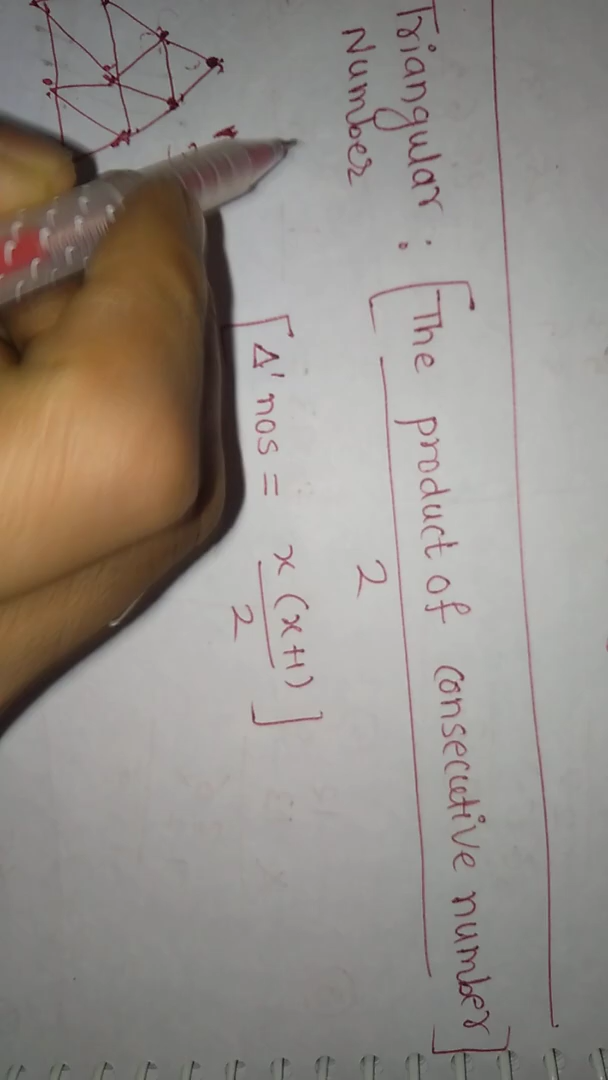 Triangular : [The product of consecutive number]
Number 2
Δ' nos = x (x+1)
2